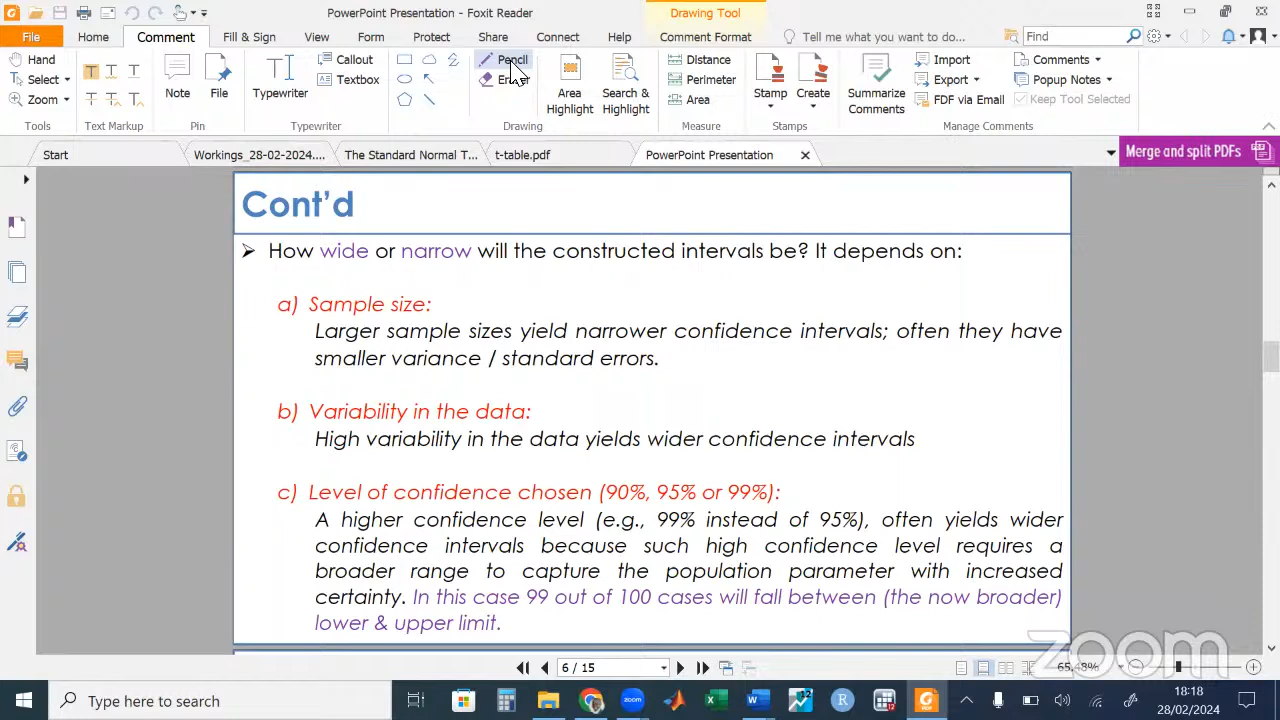 PowerPoint Presentation - Foxit Reader
Drawing Tool
File
Home
Comment
Fill & Sign
View
Form
Protect
Share
Connect
Help
Comment Format
Tell me what you want to do...
Find
Hand
Select
Zoom
Tools
Text Markup
Note
File
Pin
Typewriter
Callout
Textbox
Typewriter
Pencil
Drawing
Area
Highlight
Search &
Highlight
Distance
Perimeter
Area
Measure
Stamp
Create
Stamps
Summarize
Comments
Import
Export
FDF via Email
Comments
Popup Notes
Keep Tool Selected
Manage Comments
Start
Workings_28-02-2024....
The Standard Normal T...
t-table.pdf
PowerPoint Presentation
Merge and split PDFs
Cont'd
How wide or narrow will the constructed intervals be? It depends on:
a) Sample size:
Larger sample sizes yield narrower confidence intervals; often they have
smaller variance / standard errors.
b) Variability in the data:
High variability in the data yields wider confidence intervals
c) Level of confidence chosen (90%, 95% or 99%):
A higher confidence level (e.g., 99% instead of 95%), often yields wider
confidence intervals because such high confidence level requires a
broader range to capture the population parameter with increased
certainty. In this case 99 out of 100 cases will fall between (the now broader)
lower & upper limit.
zoom
6 / 15
65.48%
Type here to search
18:18
28/02/2024